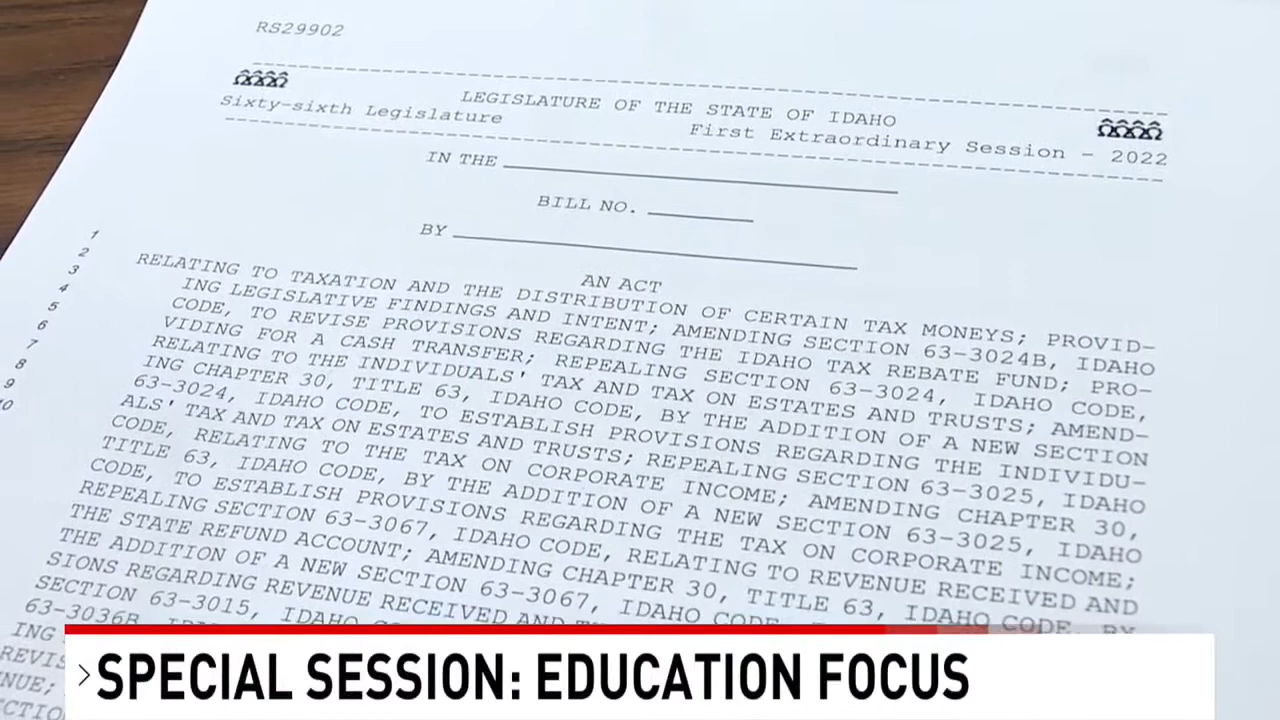 RS29902
LEGISLATURE OF THE STATE OF IDAHO
Sixty-sixth Legislature First Extraordinary Session - 2022
IN THE
BILL NO.
BY
AN ACT
1 RELATING TO TAXATION AND THE DISTRIBUTION OF CERTAIN TAX MONEYS; PROVID-
2 ING LEGISLATIVE FINDINGS AND INTENT; AMENDING SECTION 63-3024B, IDAHO
3 CODE, TO REVISE PROVISIONS REGARDING THE IDAHO TAX REBATE FUND; PRO-
4 VIDING FOR A CASH TRANSFER; REPEALING SECTION 63-3024, IDAHO CODE,
5 RELATING TO THE INDIVIDUALS' TAX AND TAX ON ESTATES AND TRUSTS; AMEND-
6 ING CHAPTER 30, TITLE 63, IDAHO CODE, BY THE ADDITION OF A NEW SECTION
7 63-3024, IDAHO CODE, TO ESTABLISH PROVISIONS REGARDING THE INDIVIDU-
8 ALS' TAX AND TAX ON ESTATES AND TRUSTS; REPEALING SECTION 63-3025, IDAHO
9 CODE, RELATING TO THE TAX ON CORPORATE INCOME; AMENDING CHAPTER 30,
10 TITLE 63, IDAHO CODE, BY THE ADDITION OF A NEW SECTION 63-3025, IDAHO
CODE, TO ESTABLISH PROVISIONS REGARDING THE TAX ON CORPORATE INCOME;
REPEALING SECTION 63-3067, IDAHO CODE, RELATING TO REVENUE RECEIVED AND
THE STATE REFUND ACCOUNT; AMENDING CHAPTER 30, TITLE 63, IDAHO CODE, BY
THE ADDITION OF A NEW SECTION 63-3067, IDAHO CODE,
SIONS REGARDING REVENUE RECEIVED AND
SECTION 63-3015, IDAHO
63-3036B
ING
REVIS
NUE;
SPECIAL SESSION: EDUCATION FOCUS